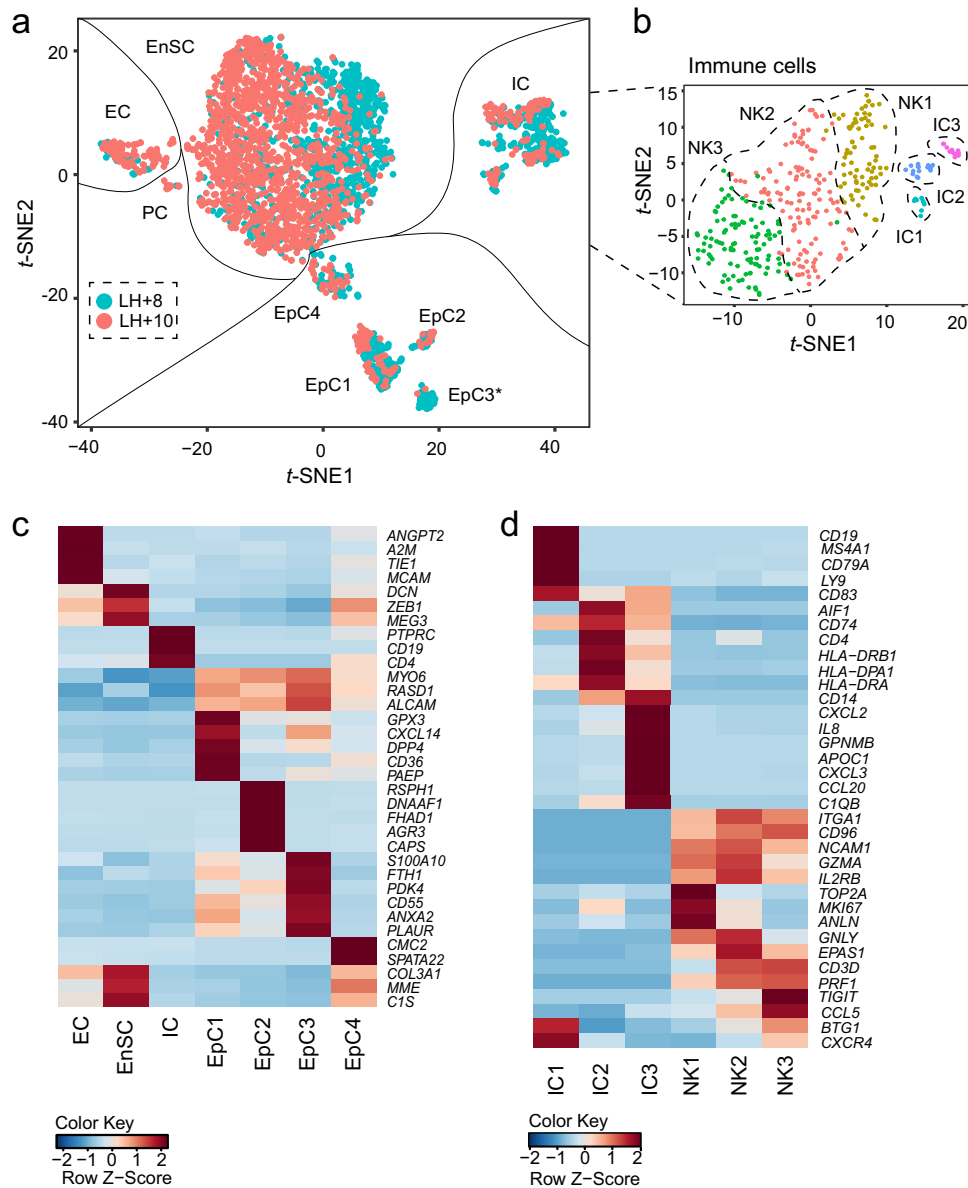 a
EnSC
EC
PC
IC
EpC4
EpC2
EpC1
EpC3*
LH+8
LH+10
20
0
−20
-40
t-SNE2
−40
−20
0
20
40
t-SNE1
b
Immune cells
NK1
NK2
NK3
IC3
IC2
IC1
15
10
5
0
−5
−10
t-SNE2
−10
0
10
20
t-SNE1
c
ANGPT2
A2M
TIE1
MCAM
DCN
ZEB1
MEG3
PTPRC
CD19
CD4
MYO6
RASD1
ALCAM
GPX3
CXCL14
DPP4
CD36
PAEP
RSPH1
DNAAF1
FHAD1
AGR3
CAPS
S100A10
FTH1
PDK4
CD55
ANXA2
PLAUR
CMC2
SPATA22
COL3A1
MME
C1S
EC
EnSC
IC
EpC1
EpC2
EpC3
EpC4
Color Key
−2 −1 0 1 2
Row Z−Score
d
CD19
MS4A1
CD79A
LY9
CD83
AIF1
CD74
CD4
HLA−DRB1
HLA−DPA1
HLA−DRA
CD14
CXCL2
IL8
GPNMB
APOC1
CXCL3
CCL20
C1QB
ITGA1
CD96
NCAM1
GZMA
IL2RB
TOP2A
MKI67
ANLN
GNLY
EPAS1
CD3D
PRF1
TIGIT
CCL5
BTG1
CXCR4
IC1
IC2
IC3
NK1
NK2
NK3
Color Key
−2 −1 0 1 2
Row Z−Score